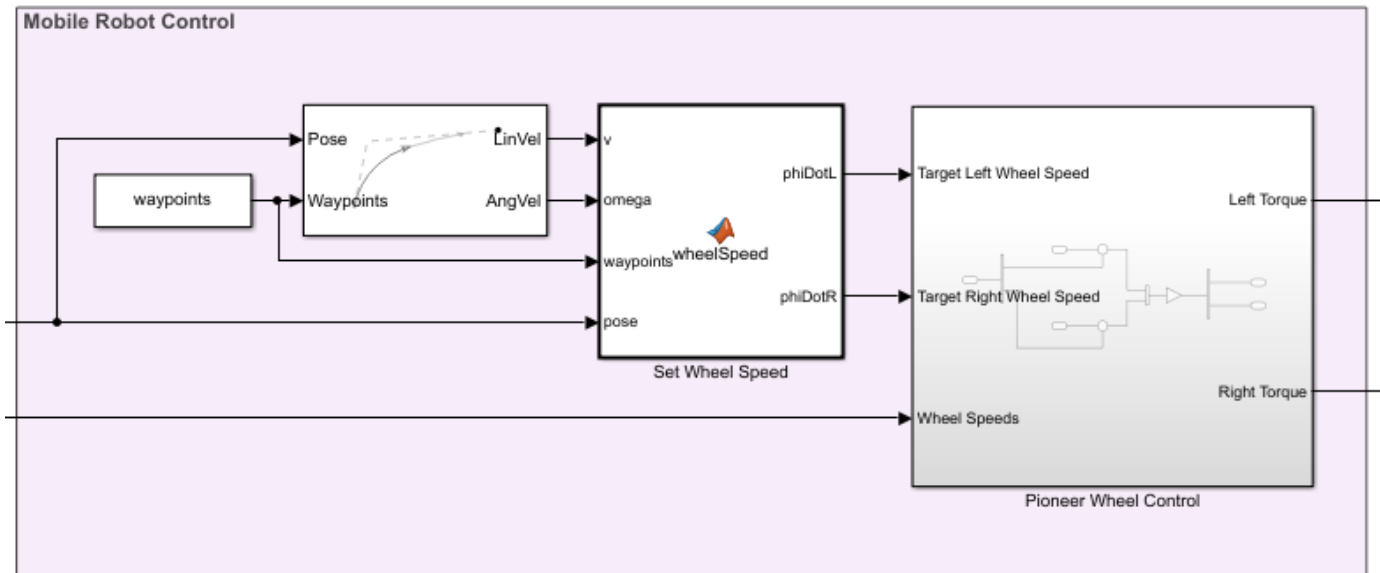 Mobile Robot Control
Pose
LinVel
waypoints
Waypoints
AngVel
v
omega
waypoints
pose
wheelSpeed
phiDotL
phiDotR
Set Wheel Speed
Target Left Wheel Speed
Target Right Wheel Speed
Wheel Speeds
Left Torque
Right Torque
Pioneer Wheel Control